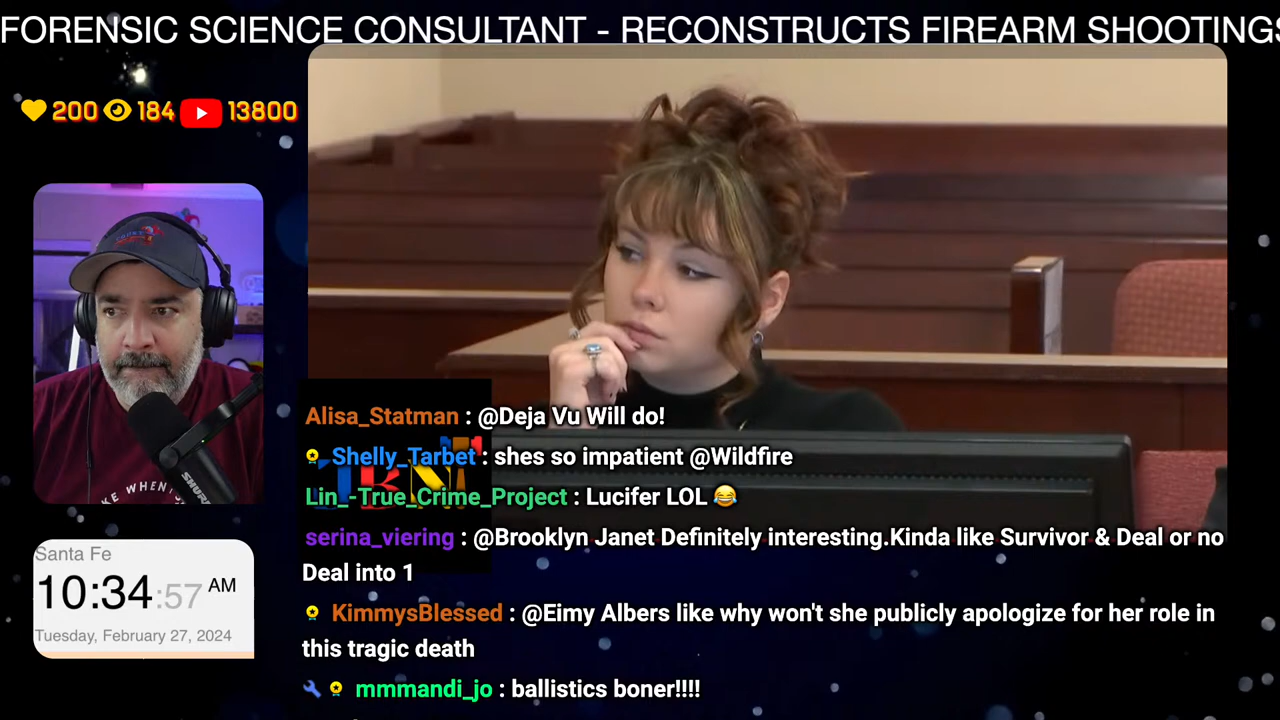 FORENSIC SCIENCE CONSULTANT - RECONSTRUCTS FIREARM SHOOTINGS
200 184 13800
Alisa_Statman : @Deja Vu Will do!
Shelly_Tarbet : shes so impatient @Wildfire
Lin_-True_Crime_Project : Lucifer LOL 😂
serina_viering : @Brooklyn Janet Definitely interesting.Kinda like Survivor & Deal or no
Deal into 1
KimmysBlessed : @Eimy Albers like why won't she publicly apologize for her role in
this tragic death
mmmandi_jo : ballistics boner!!!!
SHURE
Santa Fe
10:34:57 AM
Tuesday, February 27, 2024